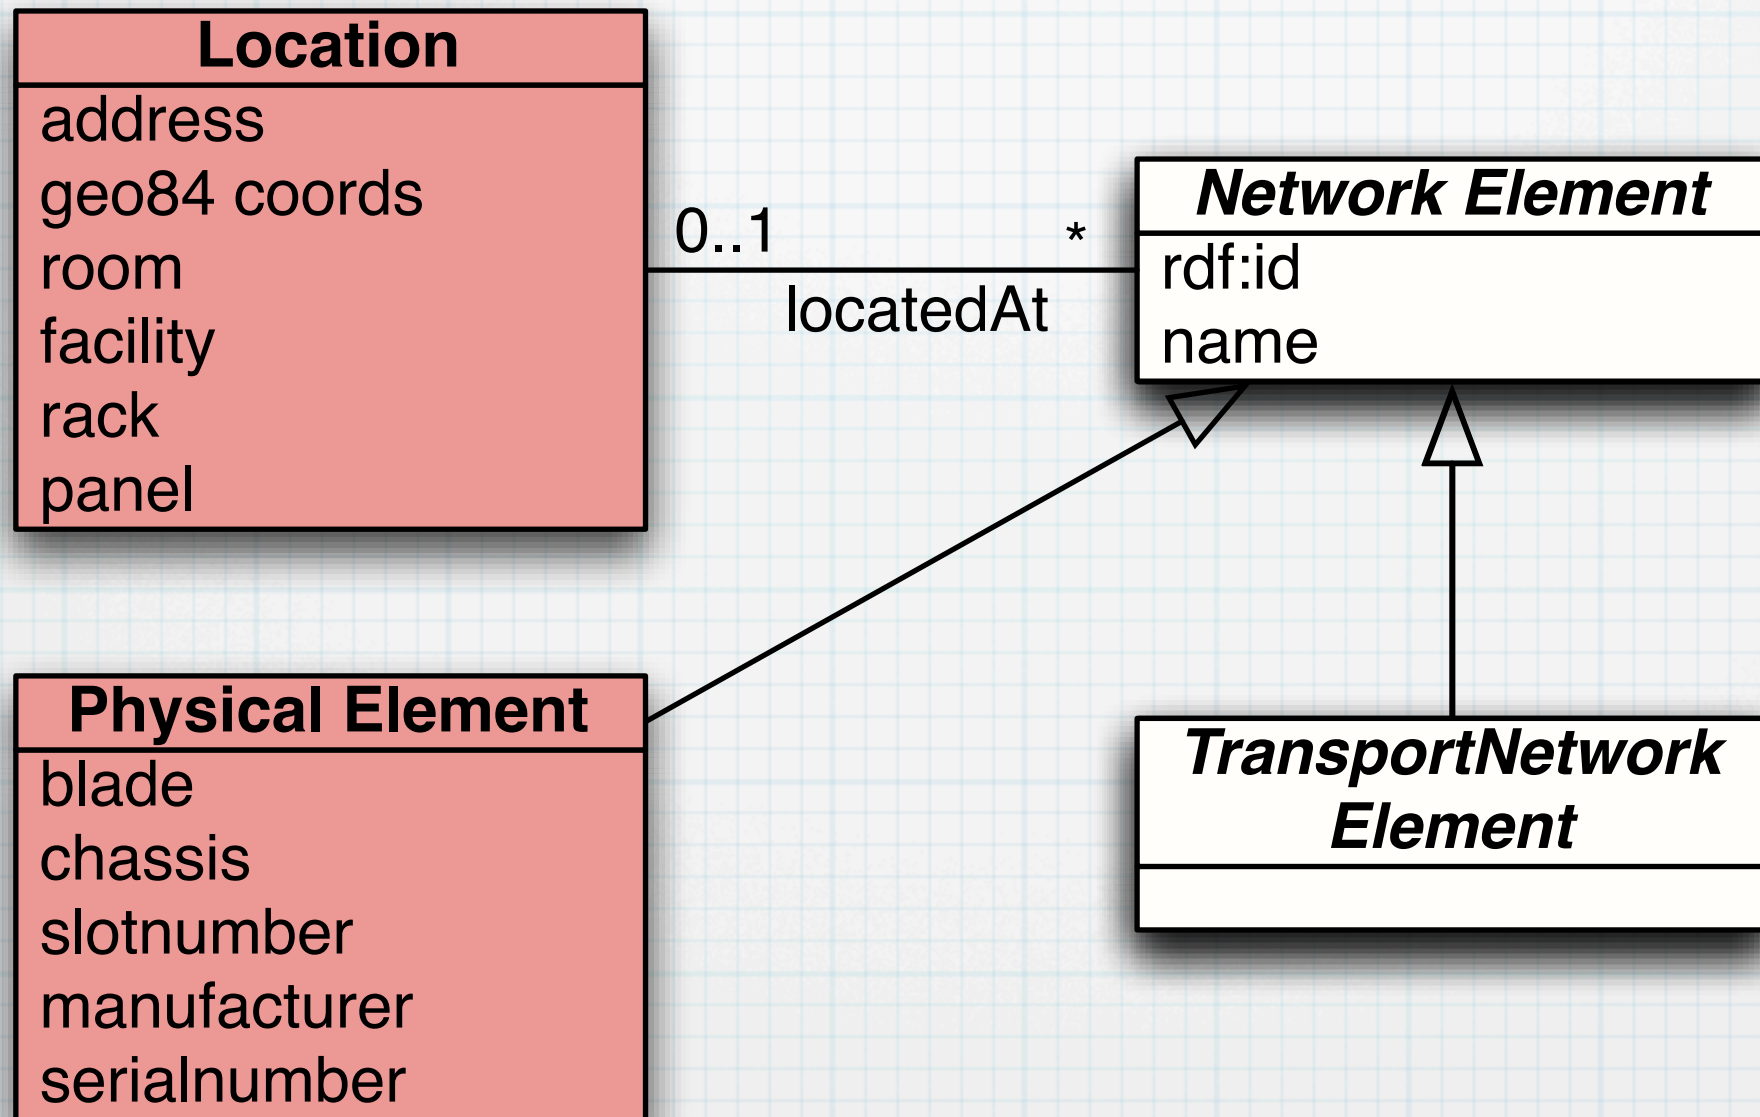 Location
address
geo84 coords
room
facility
rack
panel
0..1
*
locatedAt
Network Element
rdf:id
name
Physical Element
blade
chassis
slotnumber
manufacturer
serialnumber
TransportNetwork
Element